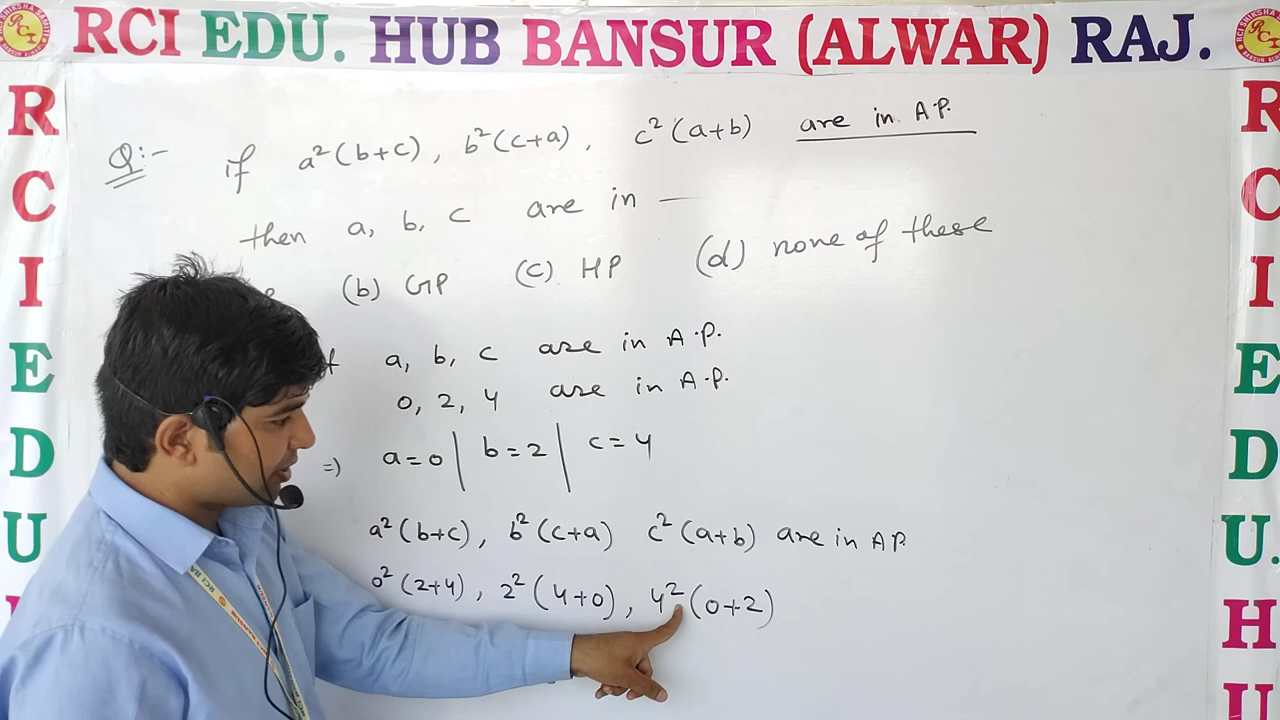 RCI EDU. HUB BANSUR (ALWAR) RAJ.
R
C
I
E
D
U
R
C
I
E
D
U.
H
U
Q:- if a²(b+c), b²(c+a), c²(a+b) are in A.P.
then a, b, c are in —
(b) GP (c) HP (d) none of these
a, b, c are in A.P.
0, 2, 4 are in A.P.
=) a=0 | b=2 | c=4
a²(b+c), b²(c+a) c²(a+b) are in AP.
0²(2+4), 2²(4+0), 4²(0+2)